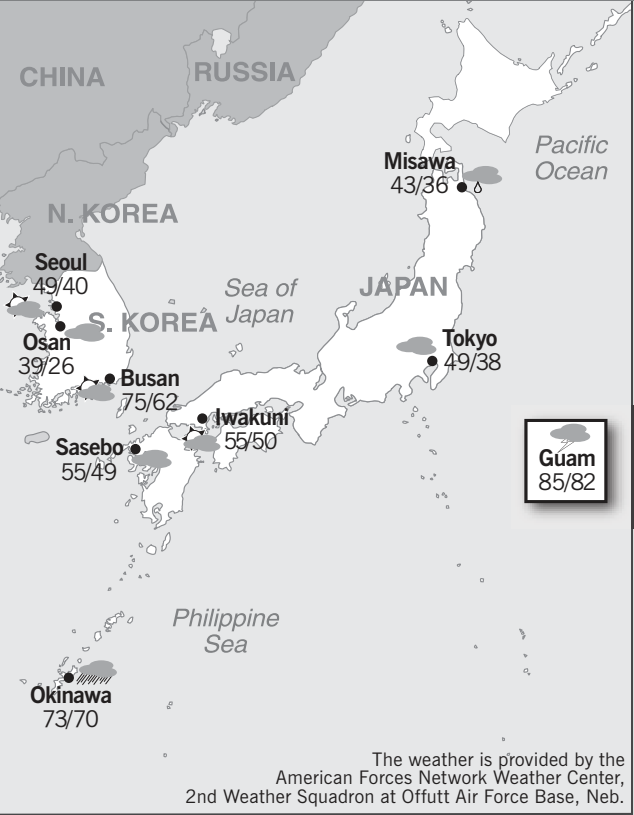 CHINA
RUSSIA
Pacific
Ocean
Misawa
43/36
N. KOREA
Seoul
49/40
Sea of
Japan
JAPAN
S. KOREA
Osan
39/26
Tokyo
49/38
Busan
75/62
Iwakuni
55/50
Sasebo
55/49
Guam
85/82
Philippine
Sea
Okinawa
73/70
The weather is provided by the
American Forces Network Weather Center,
2nd Weather Squadron at Offutt Air Force Base, Neb.